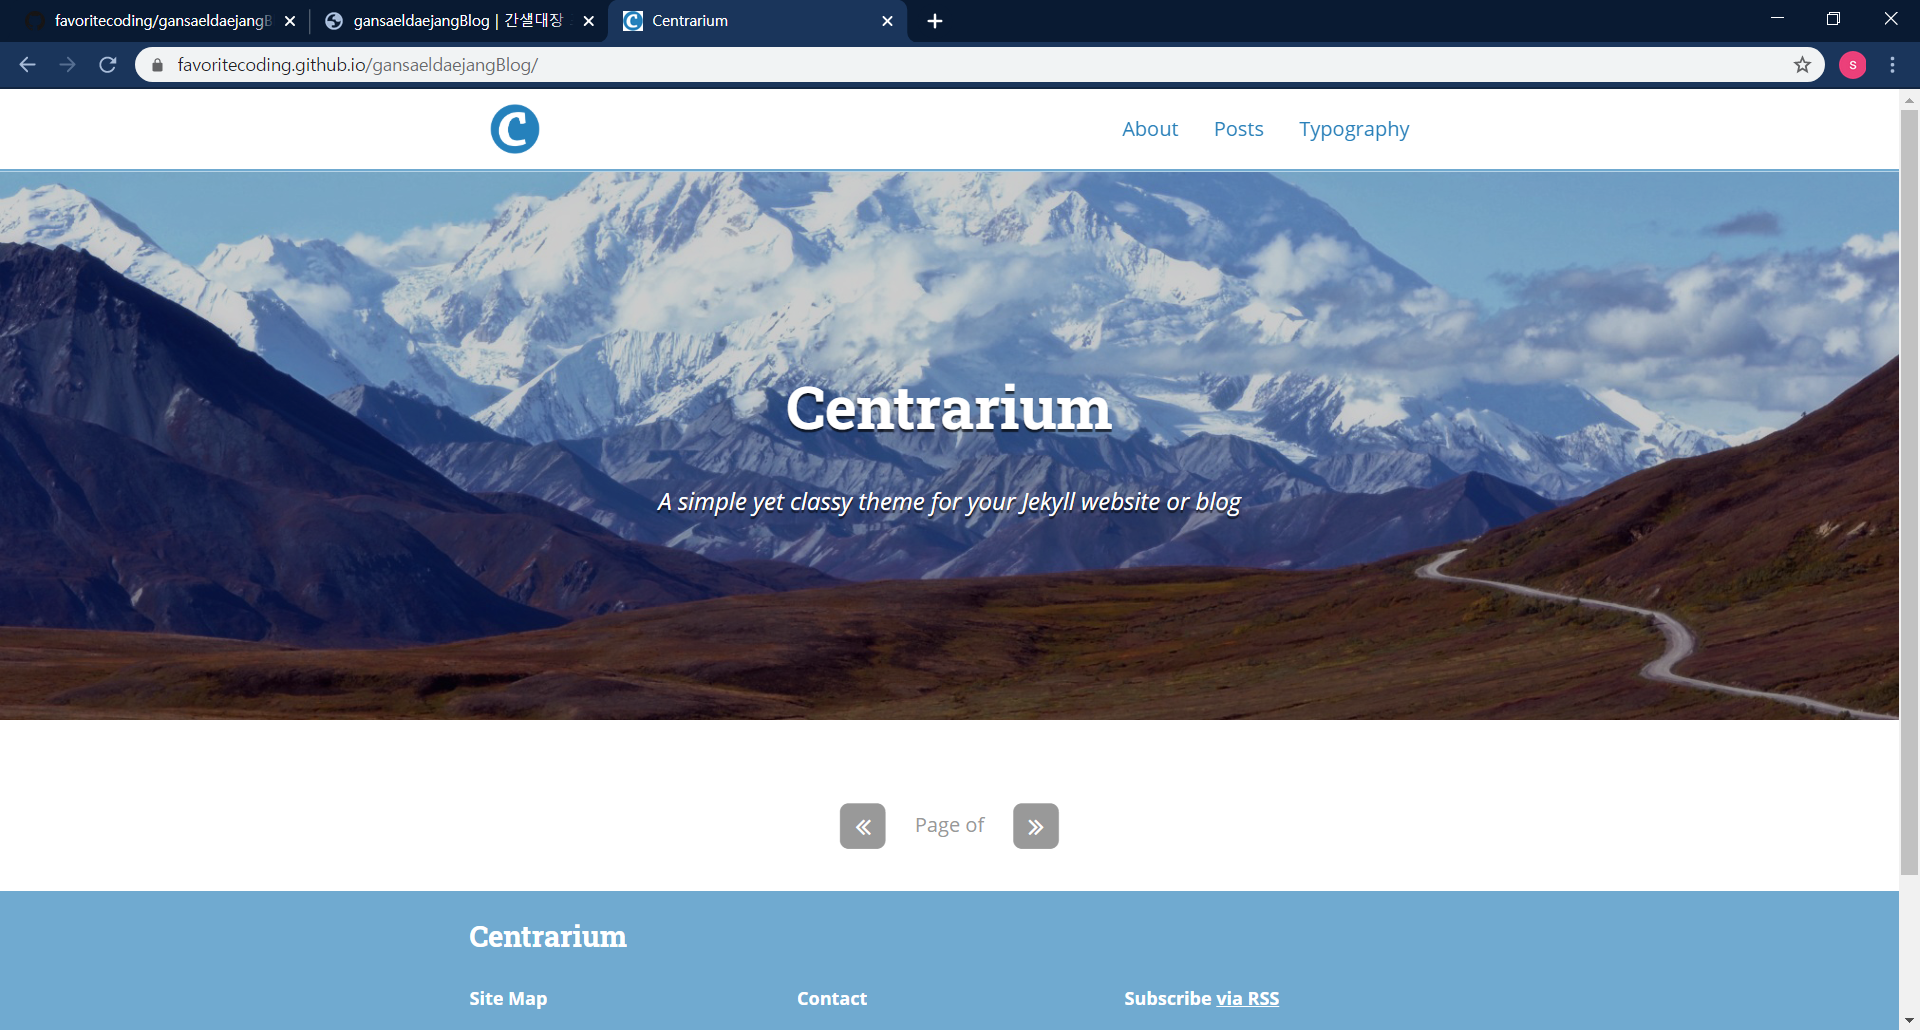 favoritecoding/gansaeldaejangB
gansaeldaejangBlog | 간샐대장
Centrarium
favoritecoding.github.io/gansaeldaejangBlog/
s
C
About Posts Typography
Centrarium
A simple yet classy theme for your Jekyll website or blog
« Page of »
Centrarium
Site Map Contact Subscribe via RSS